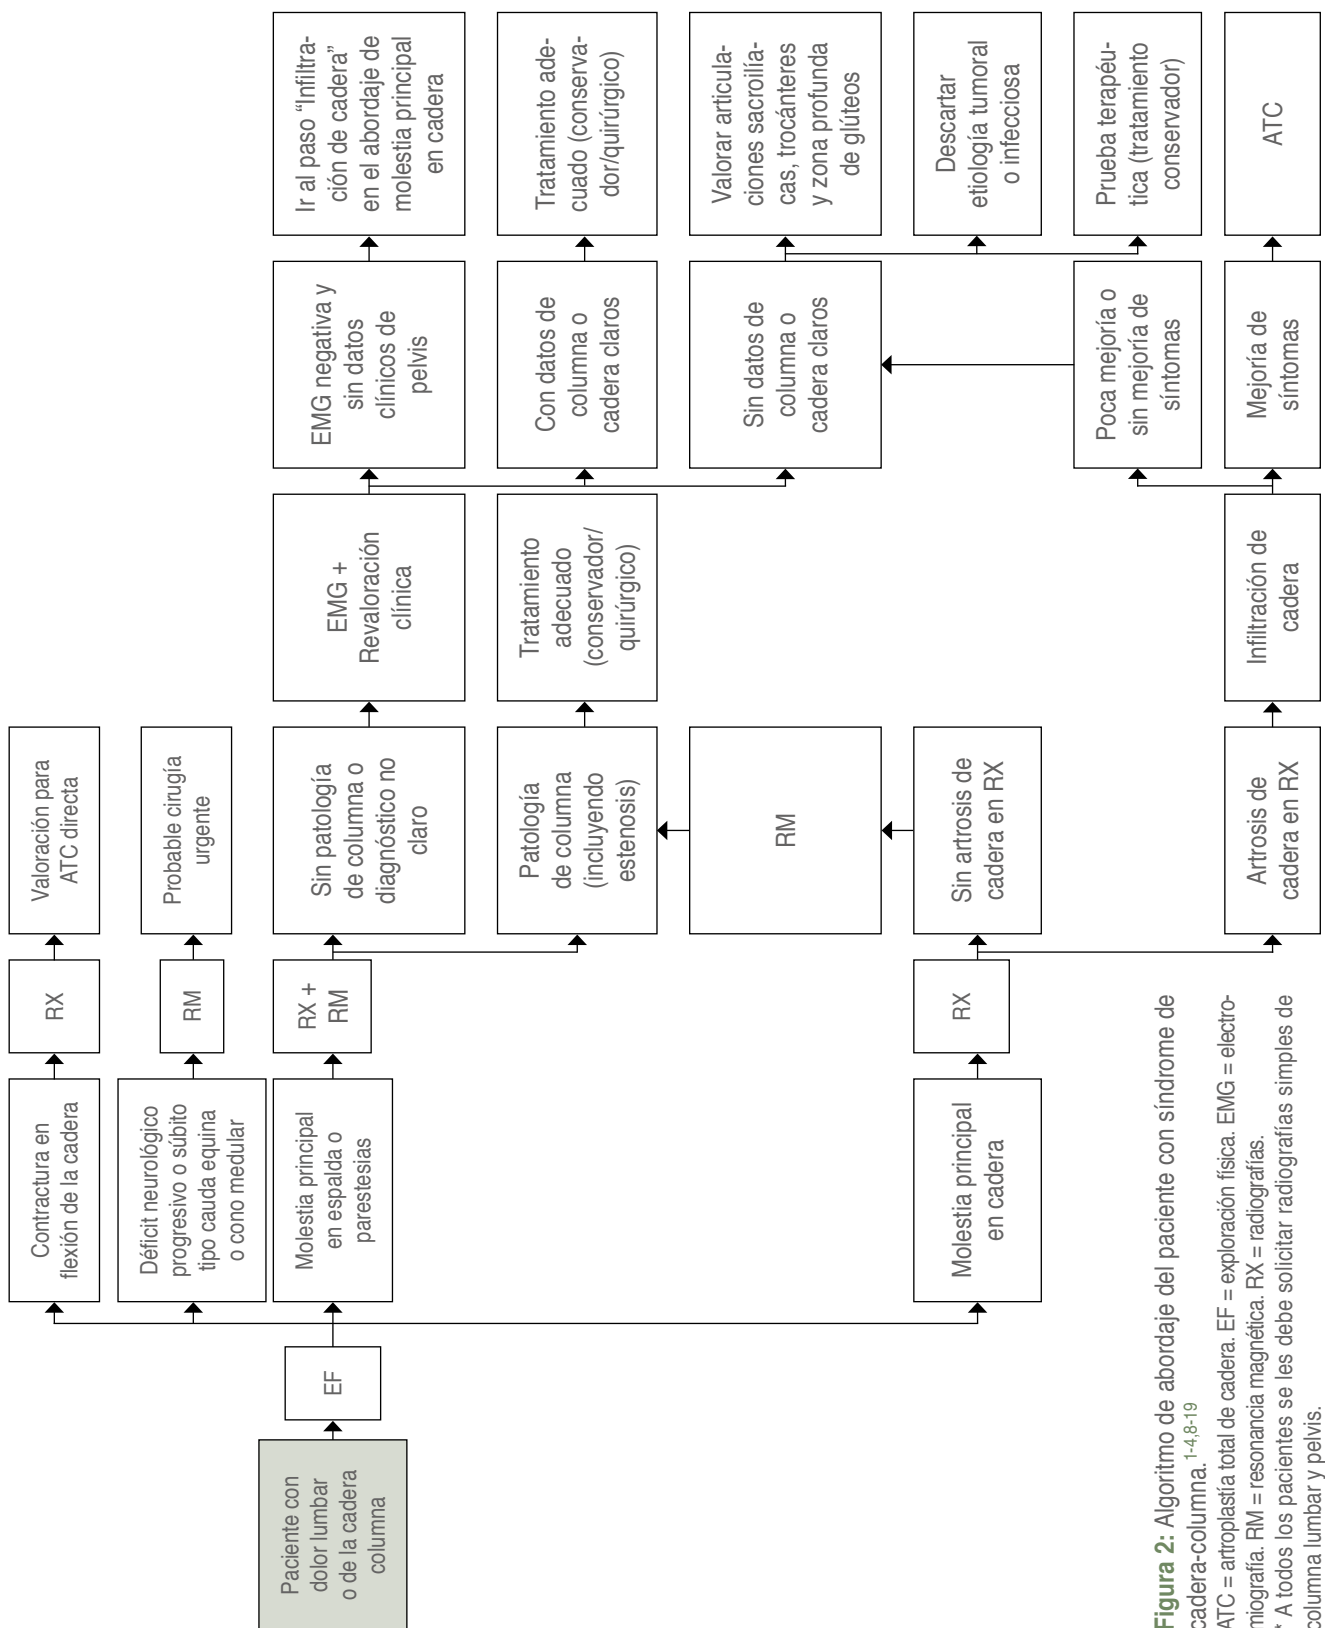 Paciente con
dolor lumbar
o de la cadera
columna
EF
Contractura en
flexión de la cadera
RX
Valoración para
ATC directa
Déficit neurológico
progresivo o súbito
tipo cauda equina
o cono medular
RM
Probable cirugía
urgente
Molestia principal
en espalda o
parestesias
RX +
RM
Sin patología
de columna o
diagnóstico no
claro
EMG +
Revaloración
clínica
EMG negativa y
sin datos
clínicos de
pelvis
Ir al paso “Infiltra-
ción de cadera”
en el abordaje de
molestia principal
en cadera
Patología
de columna
(incluyendo
estenosis)
Tratamiento
adecuado
(conservador/
quirúrgico)
Con datos de
columna o
cadera claros
Tratamiento ade-
cuado (conserva-
dor/quirúrgico)
RM
Sin datos de
columna o
cadera claros
Valorar articula-
ciones sacroilía-
cas, trocánteres
y zona profunda
de glúteos
Descartar
etiología tumoral
o infecciosa
Prueba terapéu-
tica (tratamiento
conservador)
Molestia principal
en cadera
RX
Sin artrosis de
cadera en RX
Poca mejoría o
sin mejoría de
síntomas
Artrosis de
cadera en RX
Infiltración de
cadera
Mejoría de
síntomas
ATC
Figura 2: Algoritmo de abordaje del paciente con síndrome de
cadera-columna.1-4,8-19
ATC = artroplastía total de cadera. EF = exploración física. EMG = electro-
miografía. RM = resonancia magnética. RX = radiografías.
* A todos los pacientes se les debe solicitar radiografías simples de
columna lumbar y pelvis.